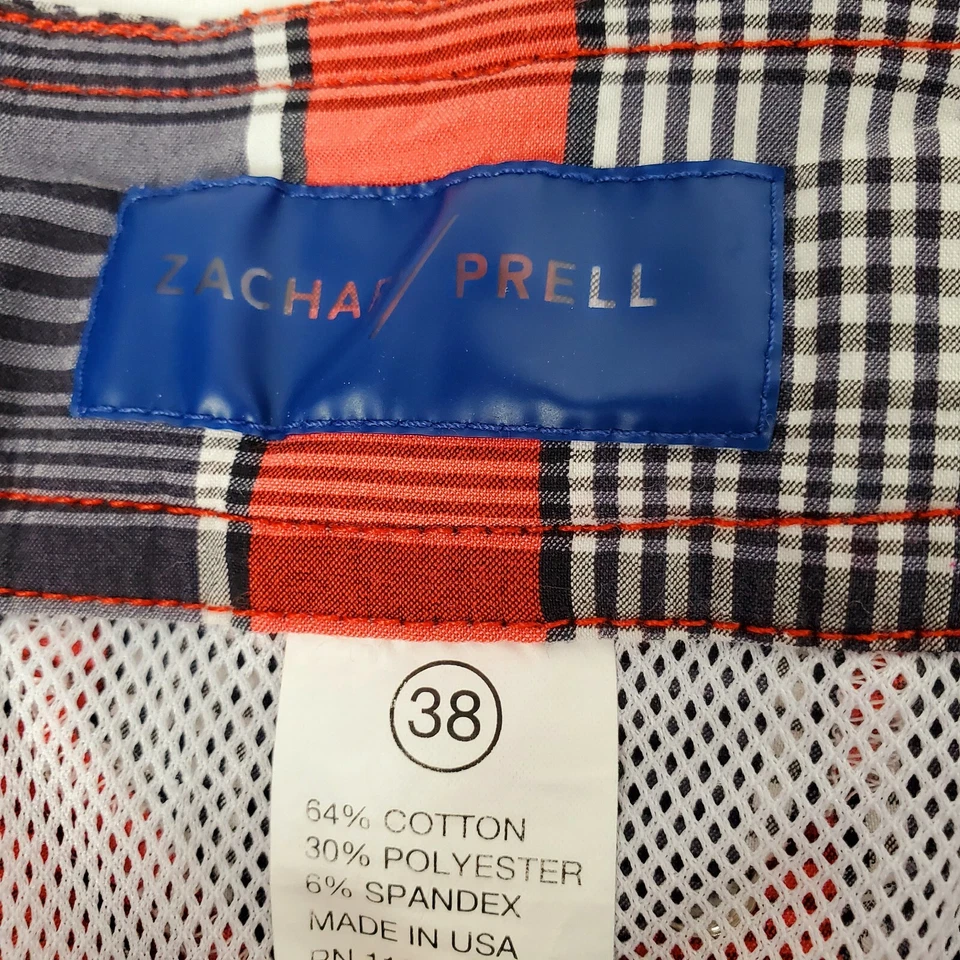 ZACHAR/ PRELL
38
64% COTTON
30% POLYESTER
6% SPANDEX
MADE IN USA